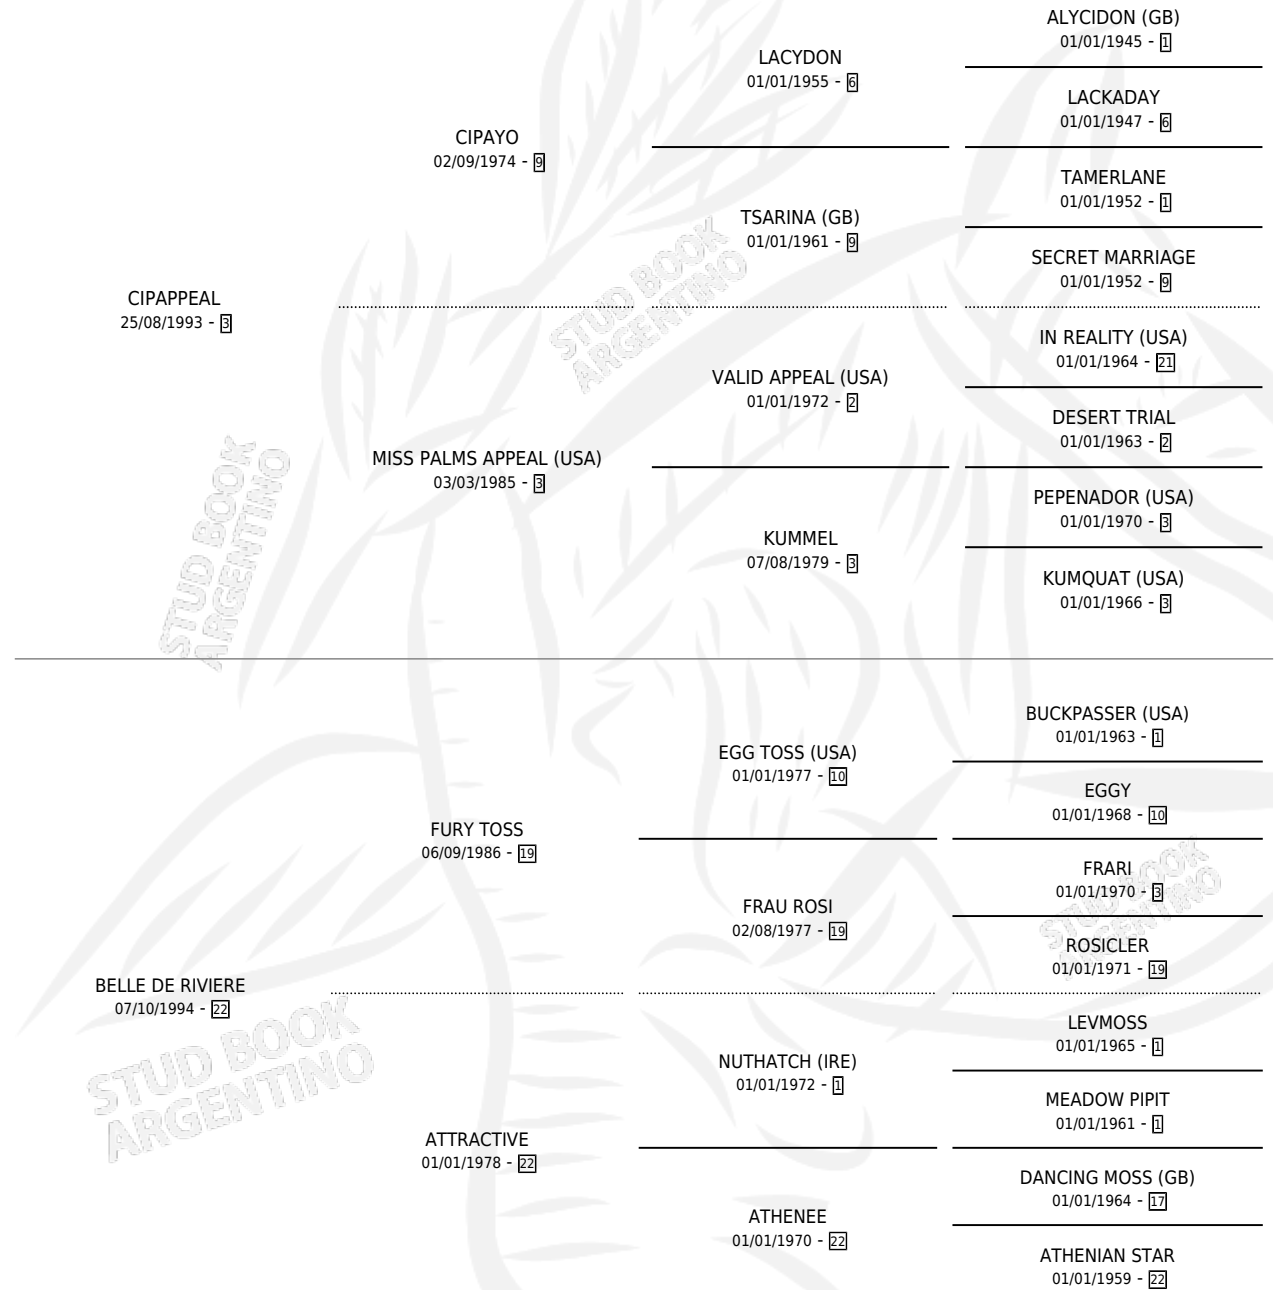 ALYCIDON (GB)
01/01/1945 - 1
LACYDON
01/01/1955 - 6
LACKADAY
01/01/1947 - 6
CIPAYO
02/09/1974 - 9
TAMERLANE
01/01/1952 - 1
TSARINA (GB)
01/01/1961 - 9
SECRET MARRIAGE
01/01/1952 - 9
CIPAPPEAL
25/08/1993 - 3
IN REALITY (USA)
01/01/1964 - 21
VALID APPEAL (USA)
01/01/1972 - 2
DESERT TRIAL
01/01/1963 - 2
MISS PALMS APPEAL (USA)
03/03/1985 - 3
PEPENADOR (USA)
01/01/1970 - 3
KUMMEL
07/08/1979 - 3
KUMQUAT (USA)
01/01/1966 - 3
BUCKPASSER (USA)
01/01/1963 - 1
EGG TOSS (USA)
01/01/1977 - 10
EGGY
01/01/1968 - 10
FURY TOSS
06/09/1986 - 19
FRARI
01/01/1970 - 3
FRAU ROSI
02/08/1977 - 19
ROSICLER
01/01/1971 - 19
BELLE DE RIVIERE
07/10/1994 - 22
LEVMOSS
01/01/1965 - 1
NUTHATCH (IRE)
01/01/1972 - 1
MEADOW PIPIT
01/01/1961 - 1
ATTRACTIVE
01/01/1978 - 22
DANCING MOSS (GB)
01/01/1964 - 17
ATHENEE
01/01/1970 - 22
ATHENIAN STAR
01/01/1959 - 22
STUD BOOK
ARGENTINO
STUD BOOK
ARGENTINO
STUD BOOK
ARGENTINO
STUD BOOK
ARGENTINO